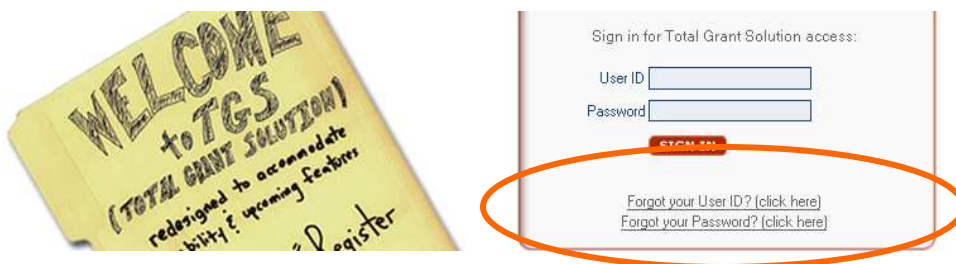 WELCOME
to TGS
(TOTAL GRANT SOLUTION)
redesigned to accommodate
bility & upcoming features
Register
Sign in for Total Grant Solution access:
User ID
Password
SIGN IN
Forgot your User ID? (click here)
Forgot your Password? (click here)